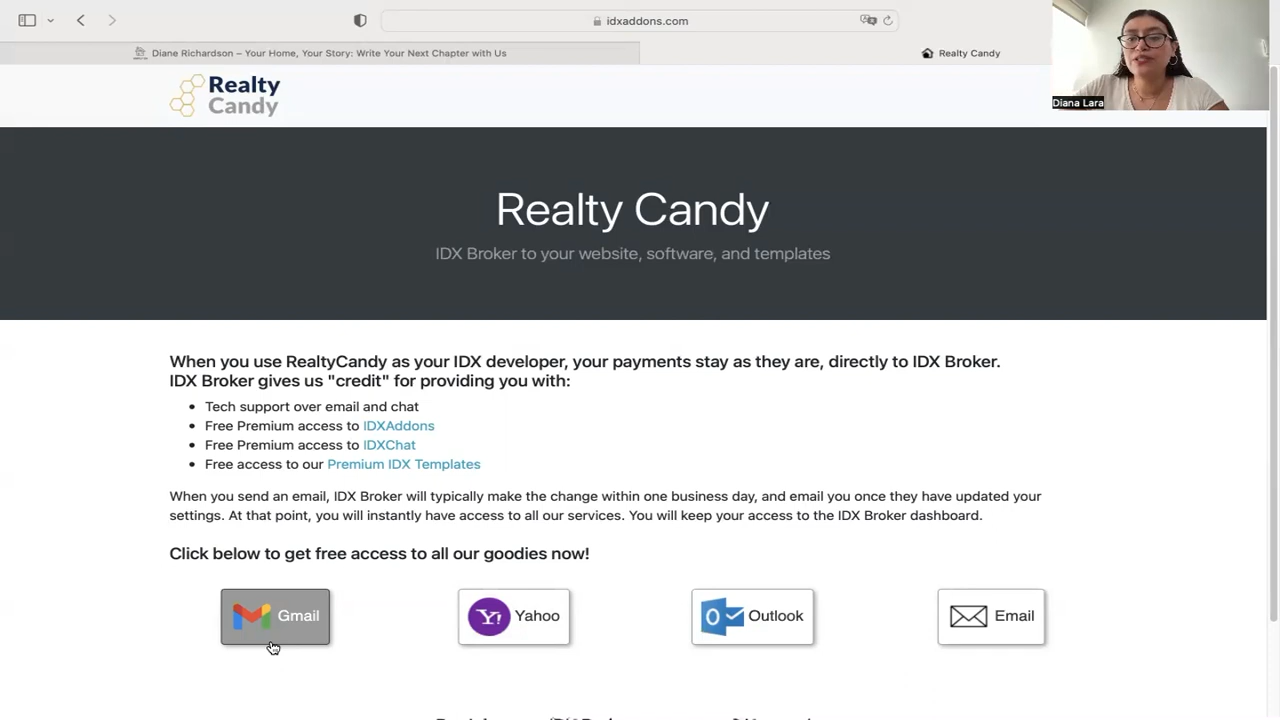 idxaddons.com
Diane Richardson – Your Home, Your Story: Write Your Next Chapter with Us
Realty Candy
Realty
Candy
Diana Lara
Realty Candy
IDX Broker to your website, software, and templates
When you use RealtyCandy as your IDX developer, your payments stay as they are, directly to IDX Broker.
IDX Broker gives us "credit" for providing you with:
• Tech support over email and chat
• Free Premium access to IDXAddons
• Free Premium access to IDXChat
• Free access to our Premium IDX Templates
When you send an email, IDX Broker will typically make the change within one business day, and email you once they have updated your
settings. At that point, you will instantly have access to all our services. You will keep your access to the IDX Broker dashboard.
Click below to get free access to all our goodies now!
Gmail
Yahoo
Outlook
Email